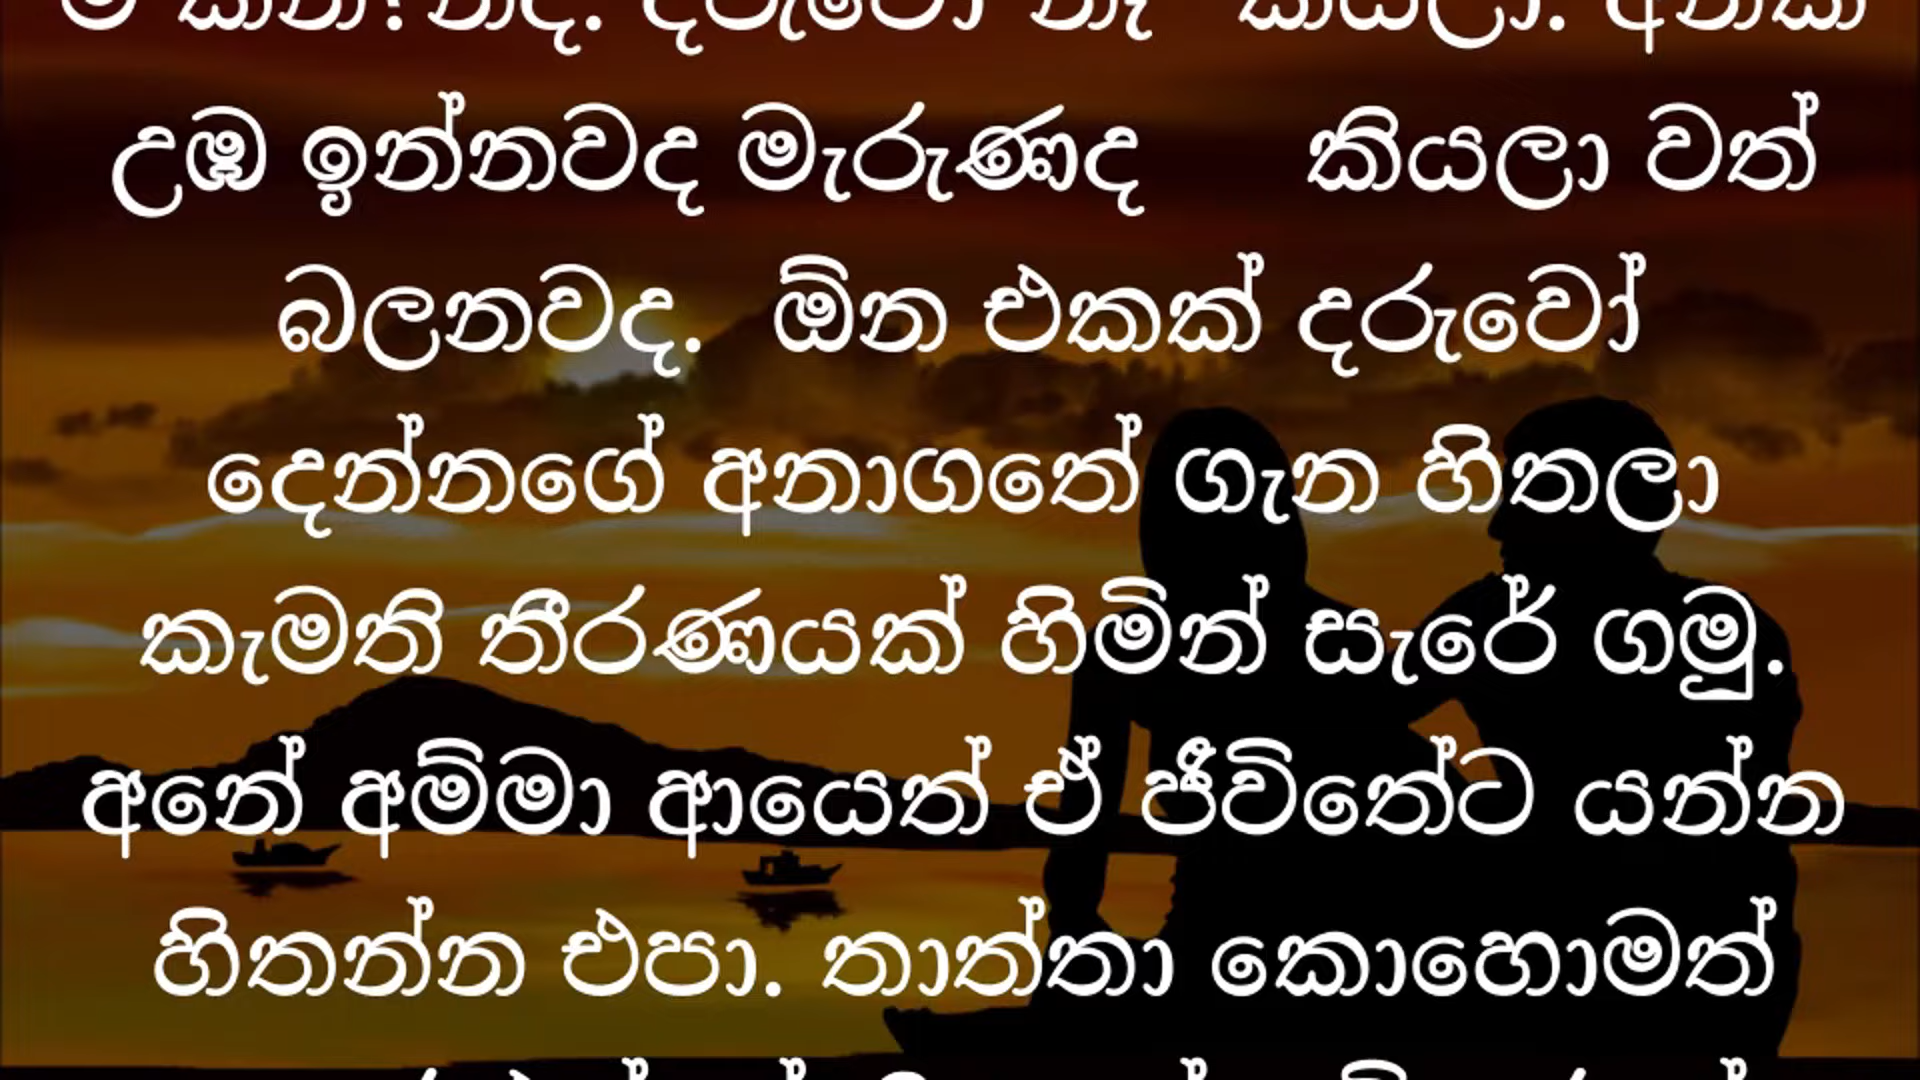 දරුවෝ නෑ කියලා. අනික
උඹ ඉන්නවද මැරුණද කියලා වත්
බලනවද. ඕන එකක් දරුවෝ
දෙන්නගේ අනාගතේ ගැන හිතලා
කැමති තීරණයක් හිමින් සැරේ ගමු.
අනේ අම්මා ආයෙත් ඒ ජීවිතේට යන්න
හිතන්න එපා. තාත්තා කොහොමත්